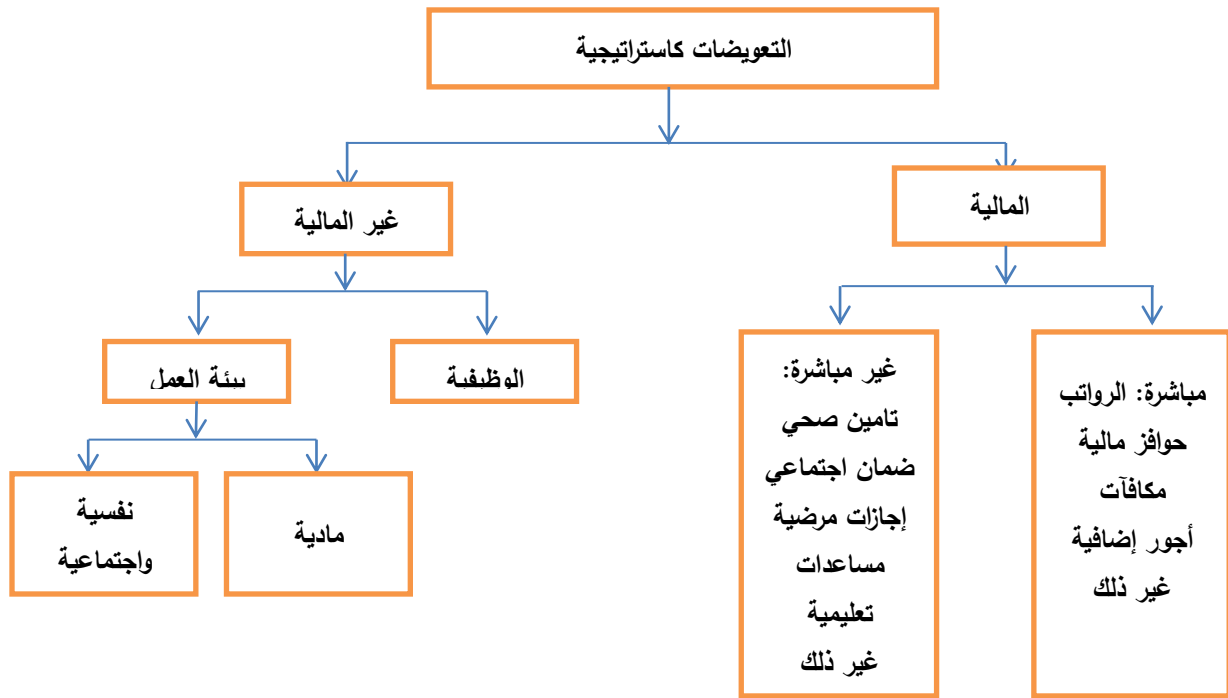 التعويضات كاستراتيجية
المالية
غير المالية
مباشرة: الرواتب
حوافز مالية
مكافآت
أجور إضافية
غير ذلك
غير مباشرة:
تامين صحي
ضمان اجتماعي
إجازات مرضية
مساعدات
تعليمية
غير ذلك
الوظيفية
بيئة العمل
مادية
نفسية
واجتماعية